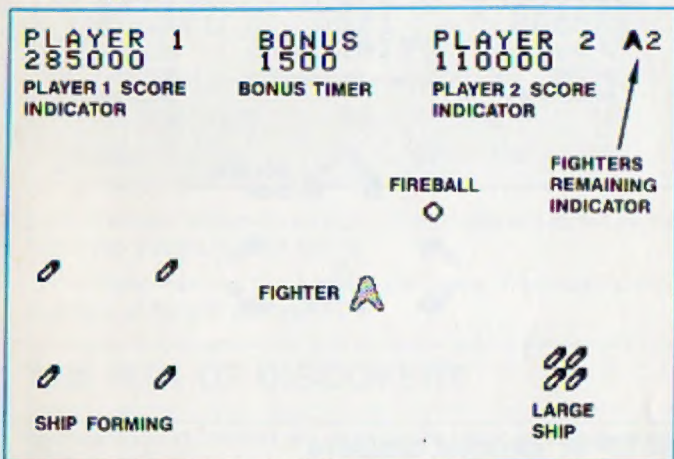 PLAYER 1 BONUS PLAYER 2 A2
285000 1500 110000
PLAYER 1 SCORE INDICATOR
BONUS TIMER
PLAYER 2 SCORE INDICATOR
FIGHTERS REMAINING INDICATOR
FIREBALL
FIGHTER
SHIP FORMING
LARGE SHIP